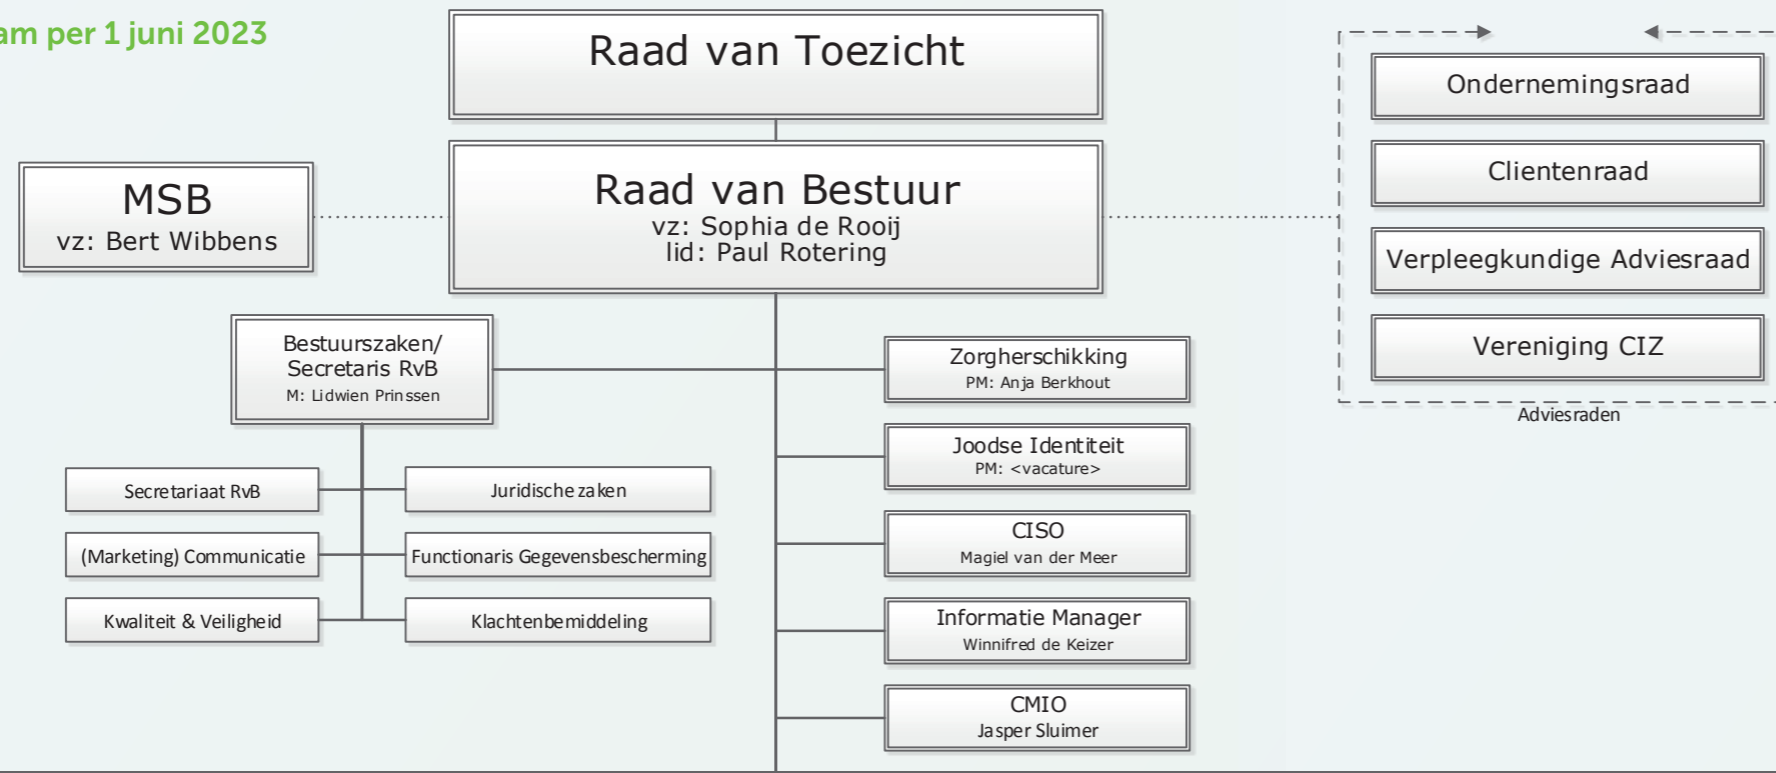 am per 1 juni 2023
Raad van Toezicht
Raad van Bestuur
vz: Sophia de Rooij
lid: Paul Rotering
MSB
vz: Bert Wibbens
Ondernemingsraad
Clientenraad
Verpleegkundige Adviesraad
Vereniging CIZ
Adviesraden
Bestuurszaken/
Secretaris RvB
M: Lidwien Prinssen
Secretariaat RvB
Juridische zaken
(Marketing) Communicatie
Functionaris Gegevensbescherming
Kwaliteit & Veiligheid
Klachtenbemiddeling
Zorgherschikking
PM: Anja Berkhout
Joodse Identiteit
PM: <vacature>
CISO
Magiel van der Meer
Informatie Manager
Winnifred de Keizer
CMIO
Jasper Sluimer